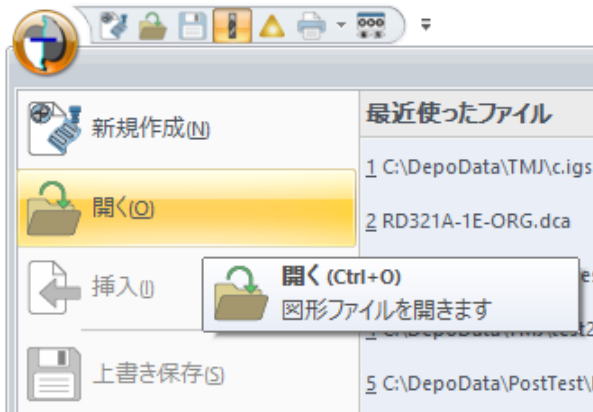 新規作成(N)
開く(O)
挿入(I)
上書き保存(S)
最近使ったファイル
1 C:\DepoData\TMJ\c.igs
2 RD321A-1E-ORG.dca
開く (Ctrl+O)
図形ファイルを開きます
5 C:\DepoData\PostTest\